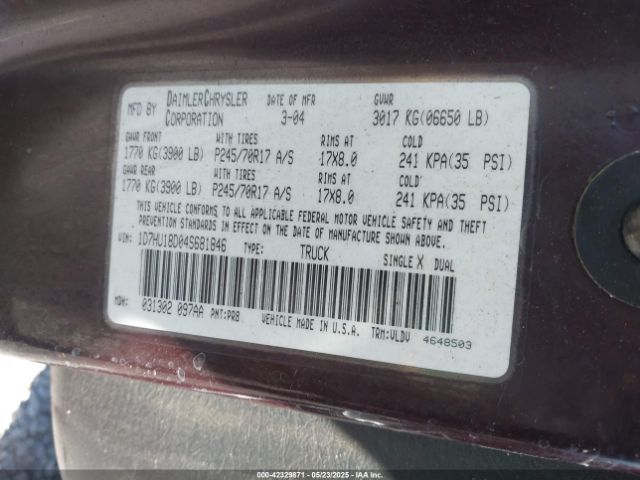 MFD BY DAIMLERCHRYSLER CORPORATION DATE OF MFR 3-04 GVWR 3017 KG(06650 LB)
GAWR FRONT WITH TIRES RIMS AT COLD
1770 KG(3900 LB) P245/70R17 A/S 17X8.0 241 KPA(35 PSI)
GAWR REAR WITH TIRES RIMS AT COLD
1770 KG(3900 LB) P245/70R17 A/S 17X8.0 241 KPA(35 PSI)
THIS VEHICLE CONFORMS TO ALL APPLICABLE FEDERAL MOTOR VEHICLE SAFETY AND THEFT
PREVENTION STANDARDS IN EFFECT ON THE DATE OF MANUFACTURE SHOWN ABOVE.
VIN: 1D7HU18D04S681846 TYPE: TRUCK SINGLE X DUAL
MDH: 031302 097AA PNT:PR8 VEHICLE MADE IN U.S.A. TRM:VLDV 4648503
000-42329871 - 05/23/2025 - IAAI.COM